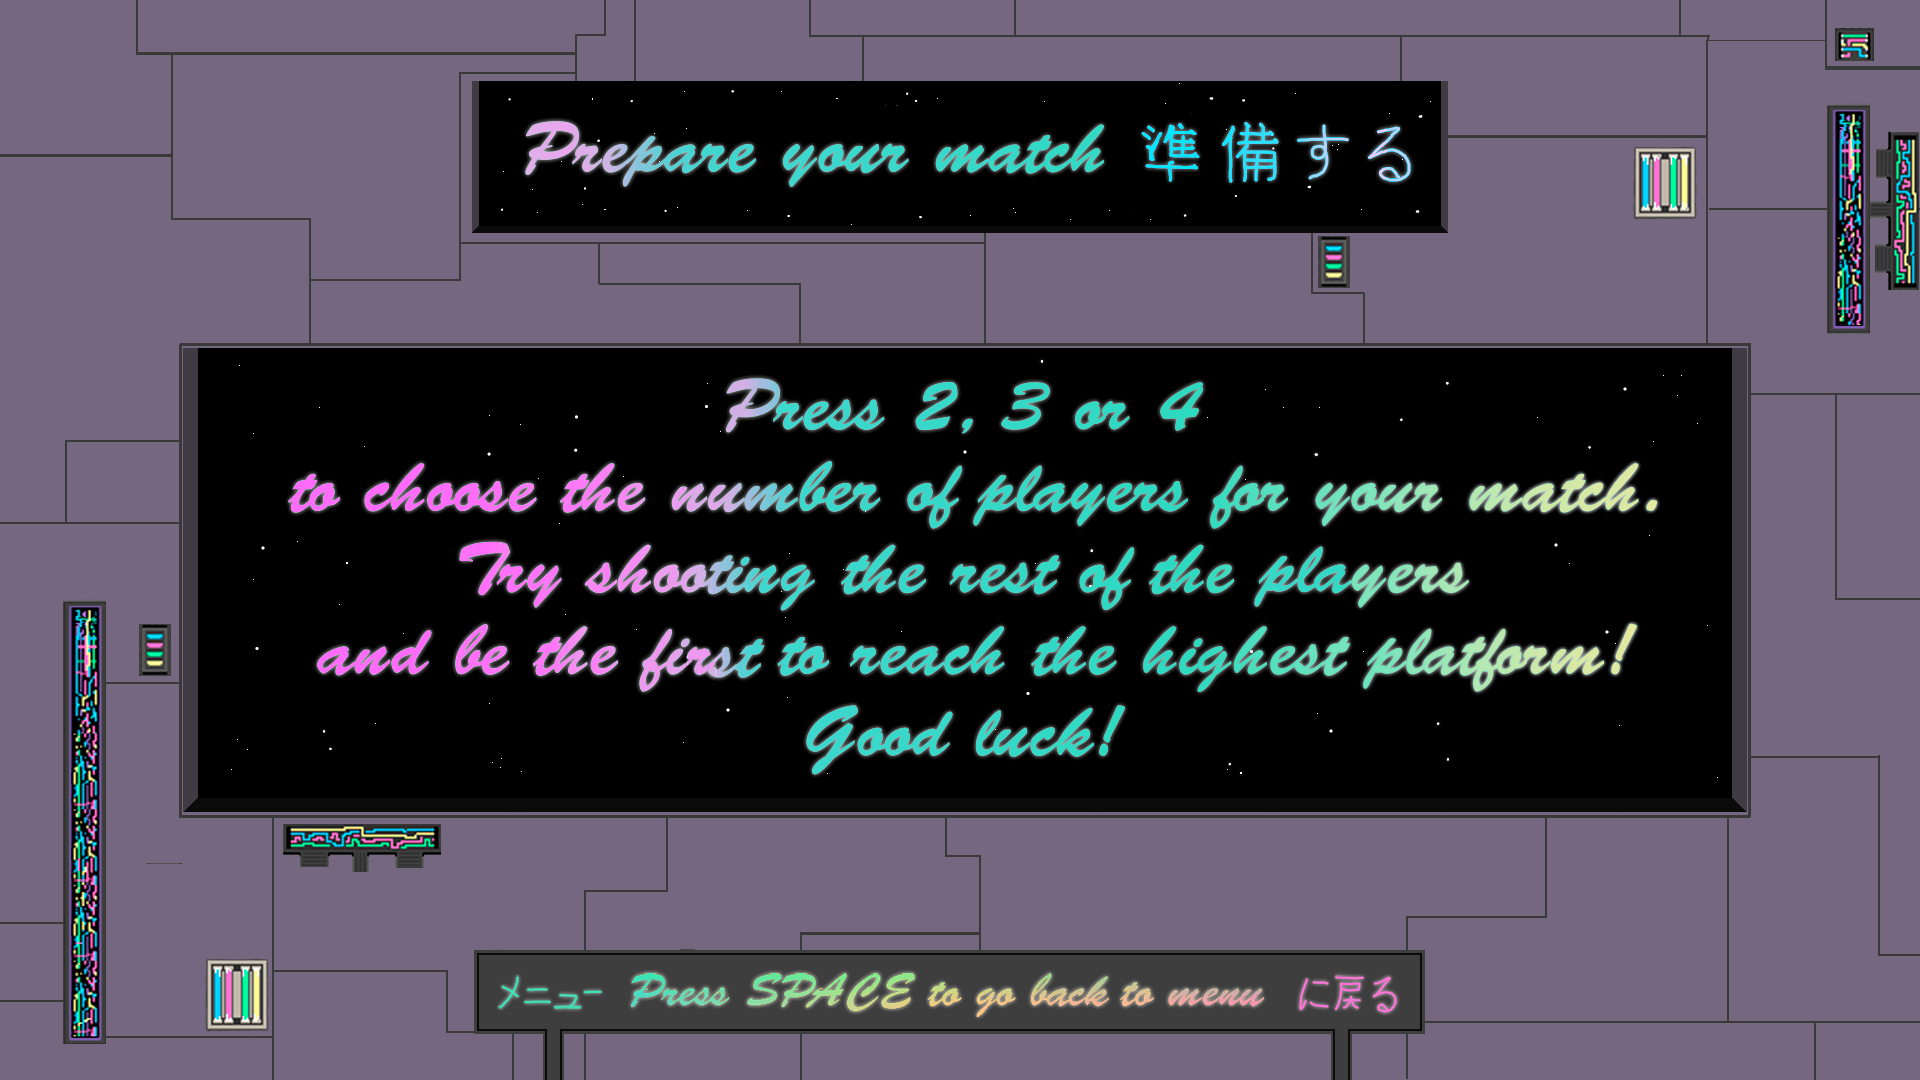 Prepare your match 準備する
Press 2, 3 or 4
to choose the number of players for your match.
Try shooting the rest of the players
and be the first to reach the highest platform!
Good luck!
メニュー Press SPACE to go back to menu に戻る